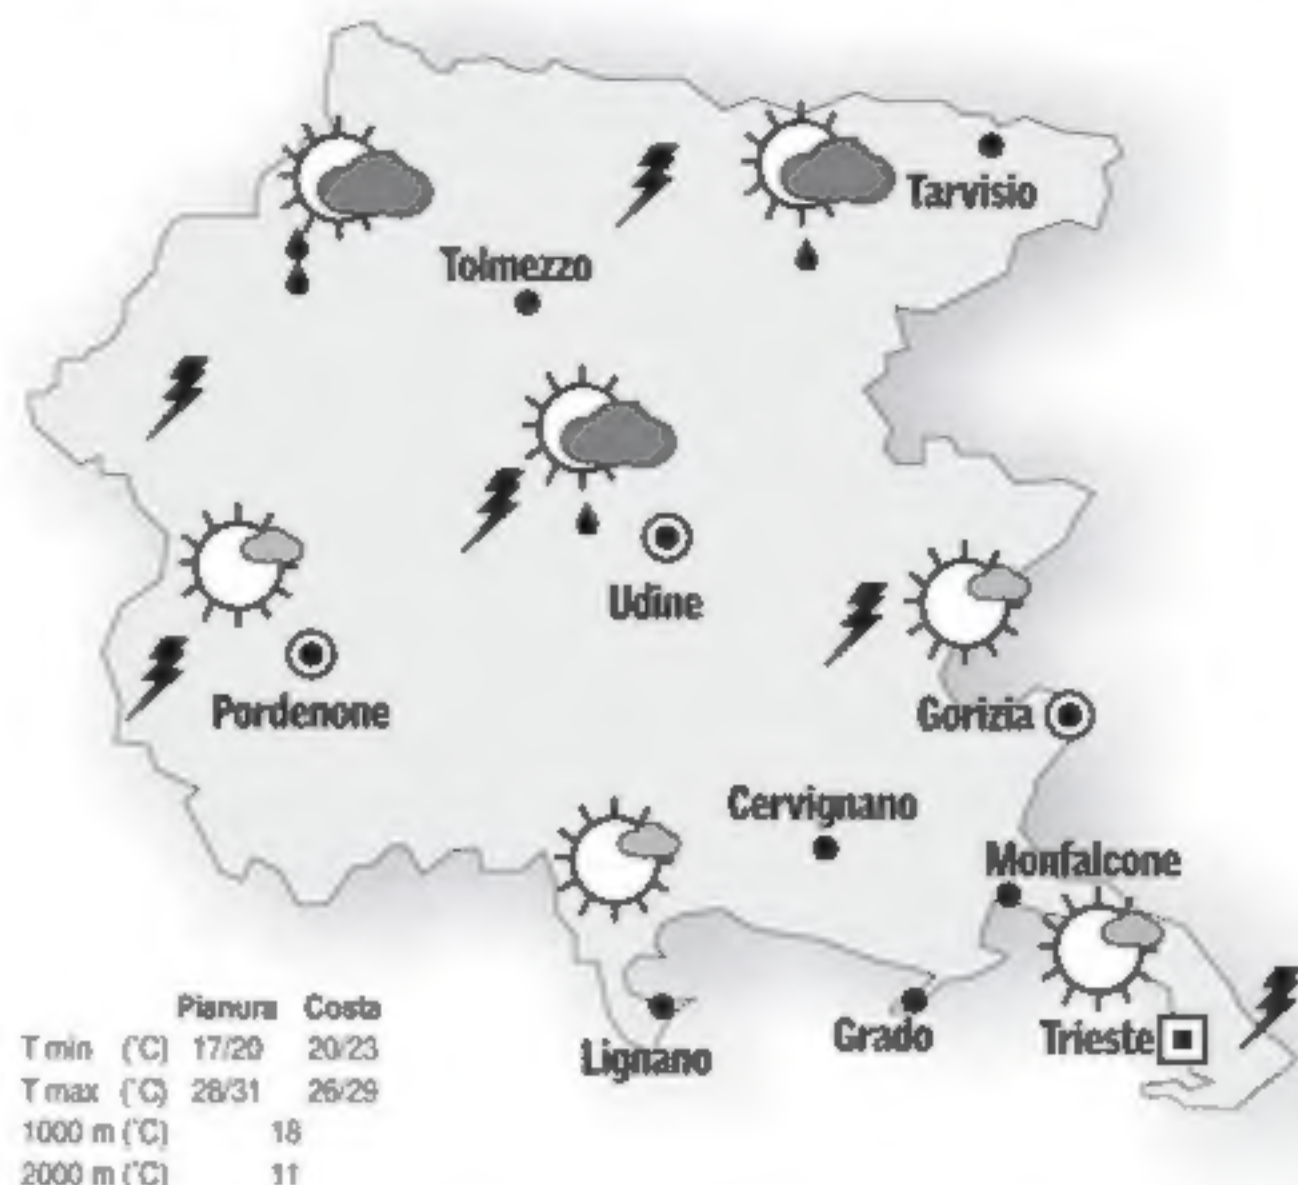 Tarvisio
Tolmezzo
Udine
Pordenone
Gorizia
Cervignano
Monfalcone
Grado
Trieste
Lignano
Pianura Costa
T min (°C) 17/20 20/23
T max (°C) 28/31 26/29
1000 m (°C) 18
2000 m (°C) 11